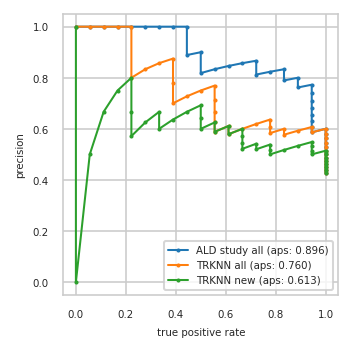 1.0
0.8
0.6
0.4
0.2
0.0
precision
0.0 0.2 0.4 0.6 0.8 1.0
true positive rate
ALD study all (aps: 0.896)
TRKNN all (aps: 0.760)
TRKNN new (aps: 0.613)